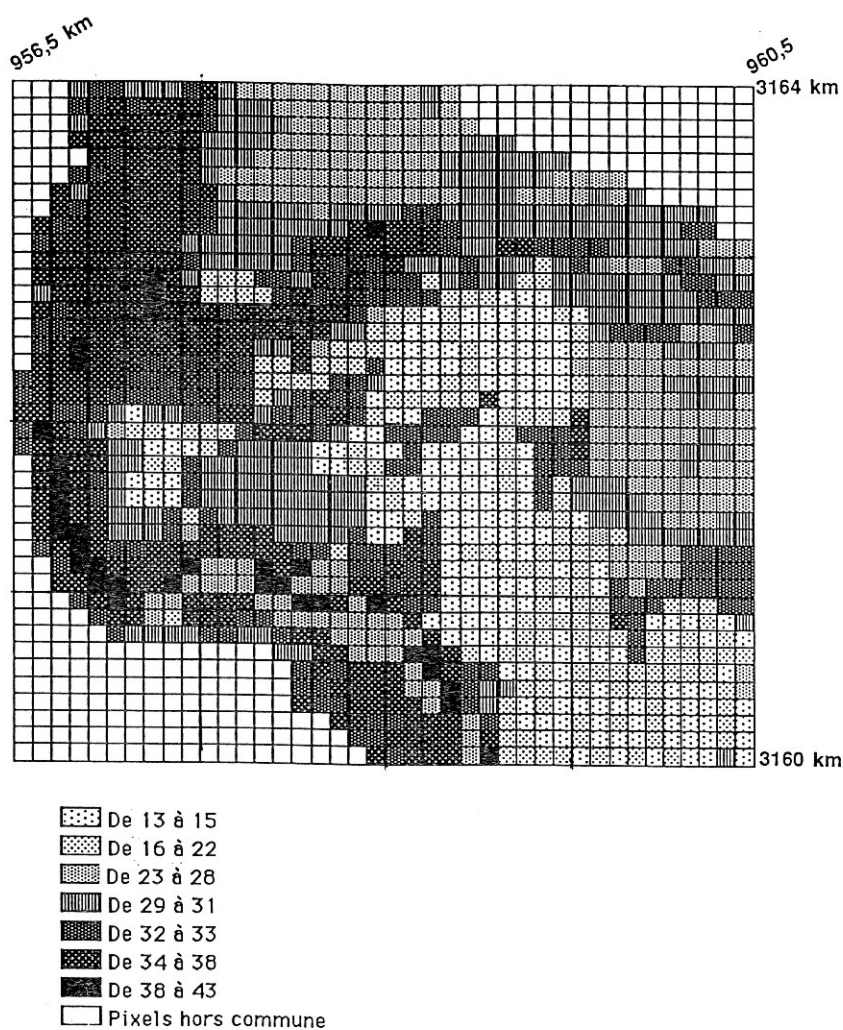 956,5 km
960,5
3164 km
3160 km
De 13 à 15
De 16 à 22
De 23 à 28
De 29 à 31
De 32 à 33
De 34 à 38
De 38 à 43
Pixels hors commune